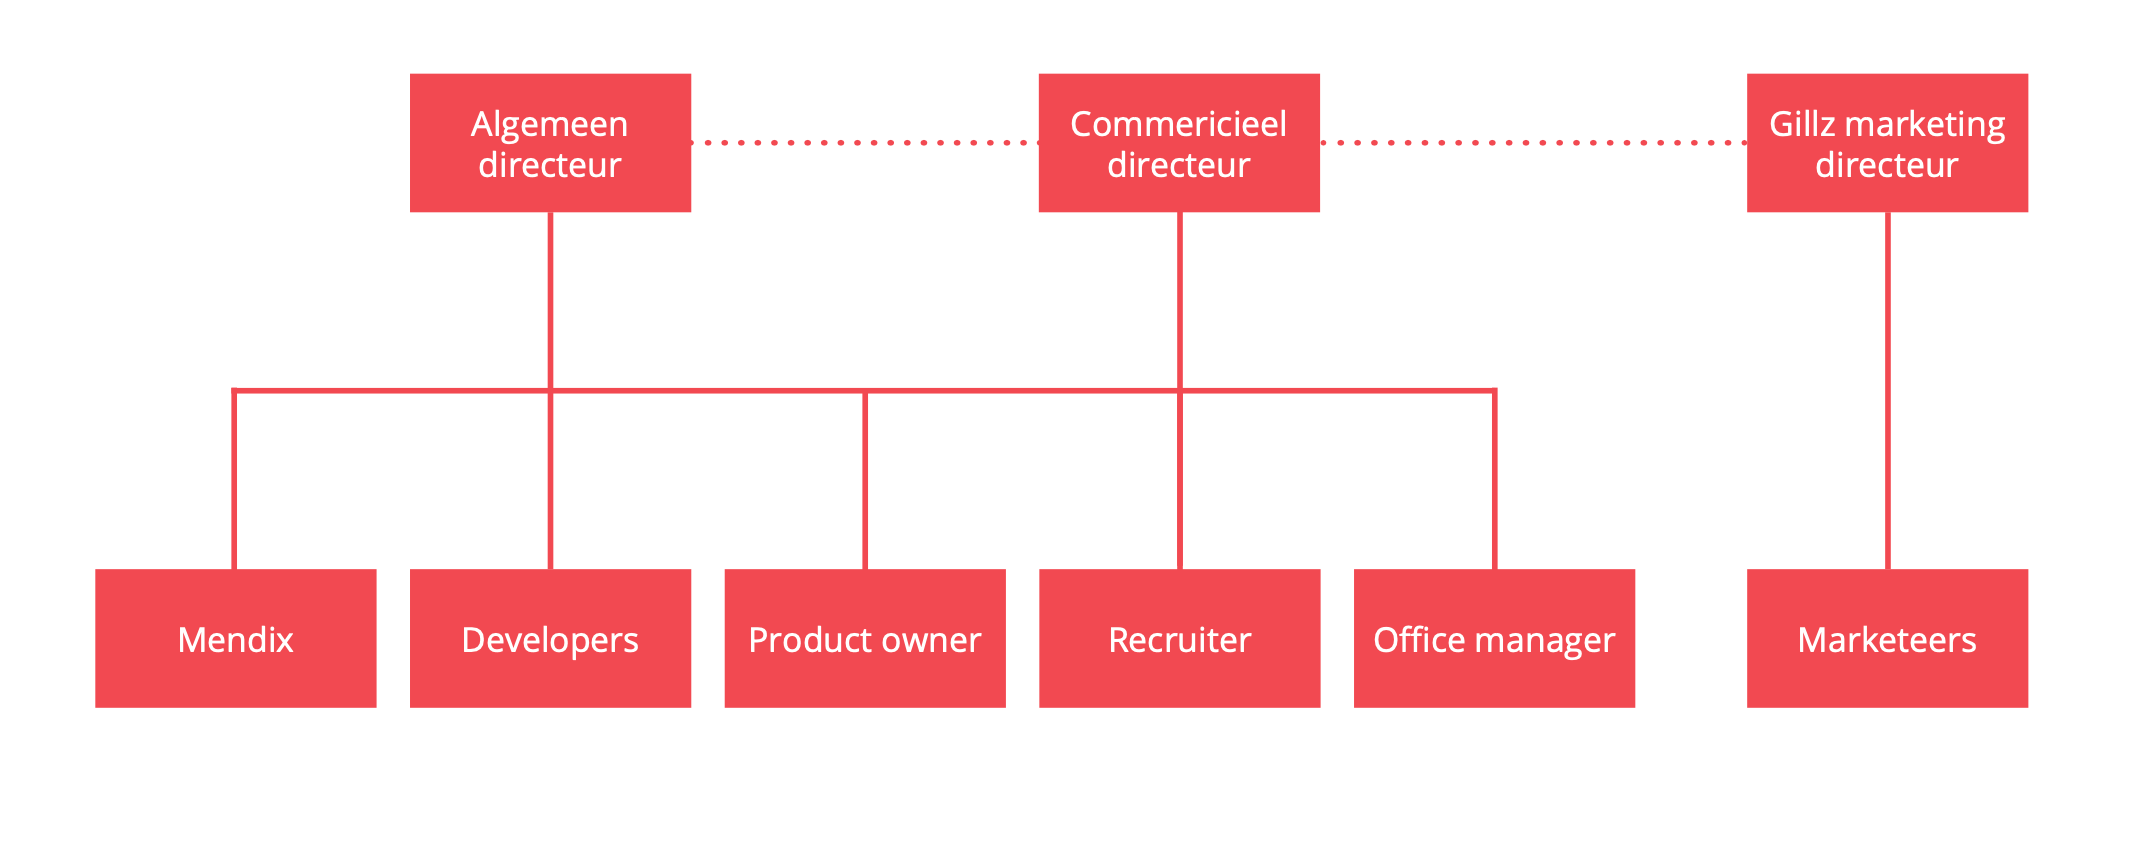 Algemeen
directeur
Commericieel
directeur
Gillz marketing
directeur
Mendix
Developers
Product owner
Recruiter
Office manager
Marketeers